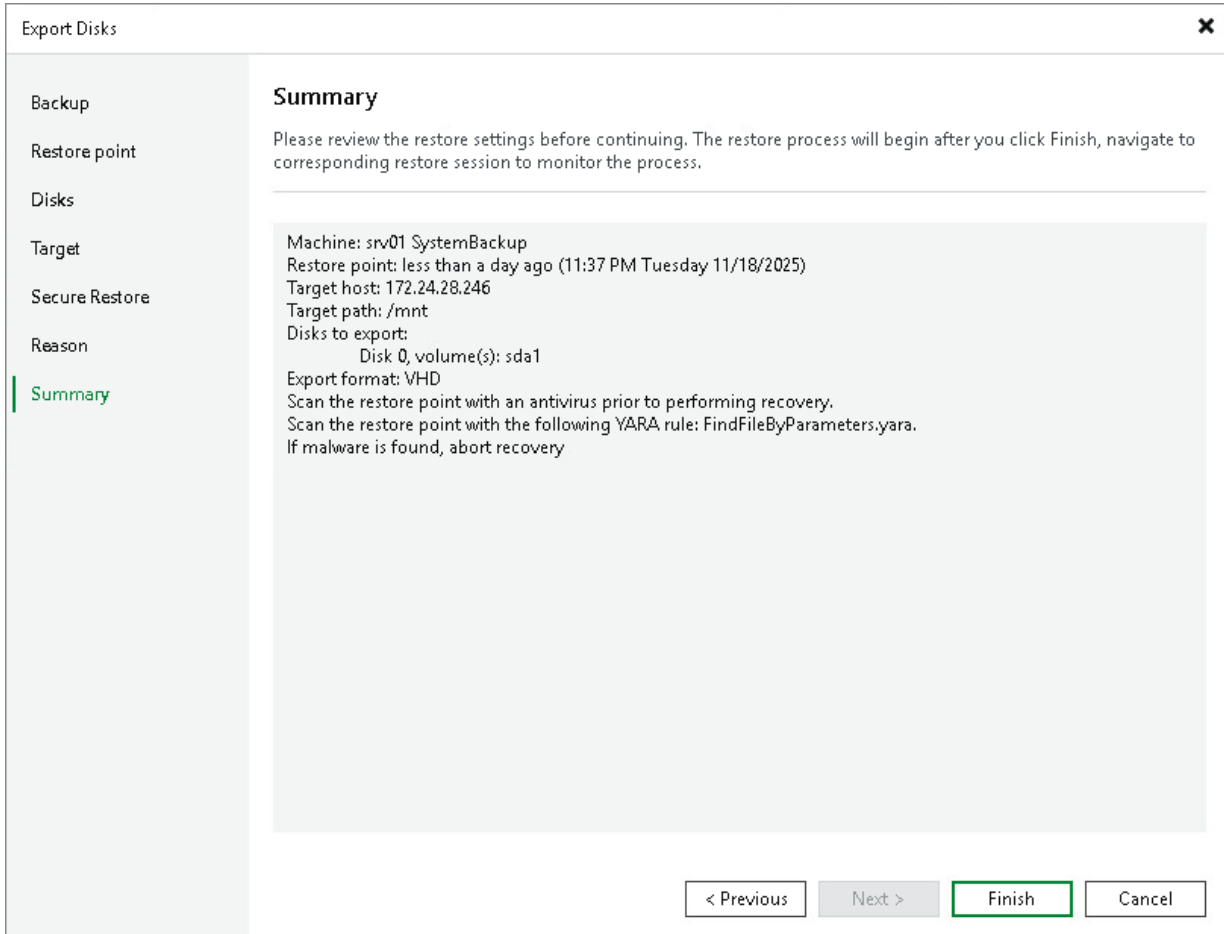 Export Disks
Backup
Restore point
Disks
Target
Secure Restore
Reason
Summary
Summary
Please review the restore settings before continuing. The restore process will begin after you click Finish, navigate to
corresponding restore session to monitor the process.
Machine: srv01 SystemBackup
Restore point: less than a day ago (11:37 PM Tuesday 11/18/2025)
Target host: 172.24.28.246
Target path: /mnt
Disks to export:
Disk 0, volume(s): sda1
Export format: VHD
Scan the restore point with an antivirus prior to performing recovery.
Scan the restore point with the following YARA rule: FindFileByParameters.yara.
If malware is found, abort recovery
< Previous
Next >
Finish
Cancel